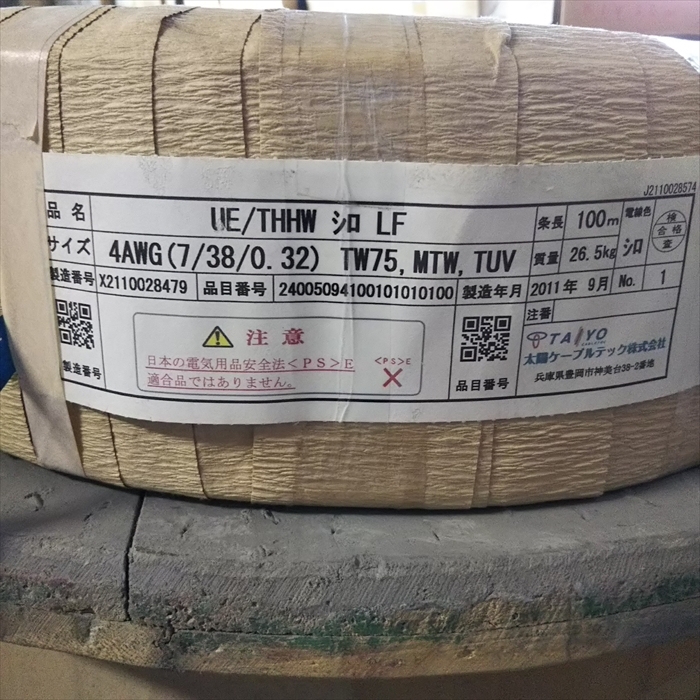 J2110028574
品 名 UE/THHW シロ LF 条長 100m 電線色 シロ 検 合格 査
サイズ 4AWG(7/38/0.32) TW75,MTW,TUV 質量 26.5kg
製造番号 X2110028479 品目番号 24005094100101010100 製造年月 2011年 9月 No. 1
注番
注 意
日本の電気用品安全法<PS>E
適合品ではありません。
<PS>E
製造番号
品目番号
TAIYO
CABLETEC
太陽ケーブルテック株式会社
兵庫県豊岡市神美台38-2番地